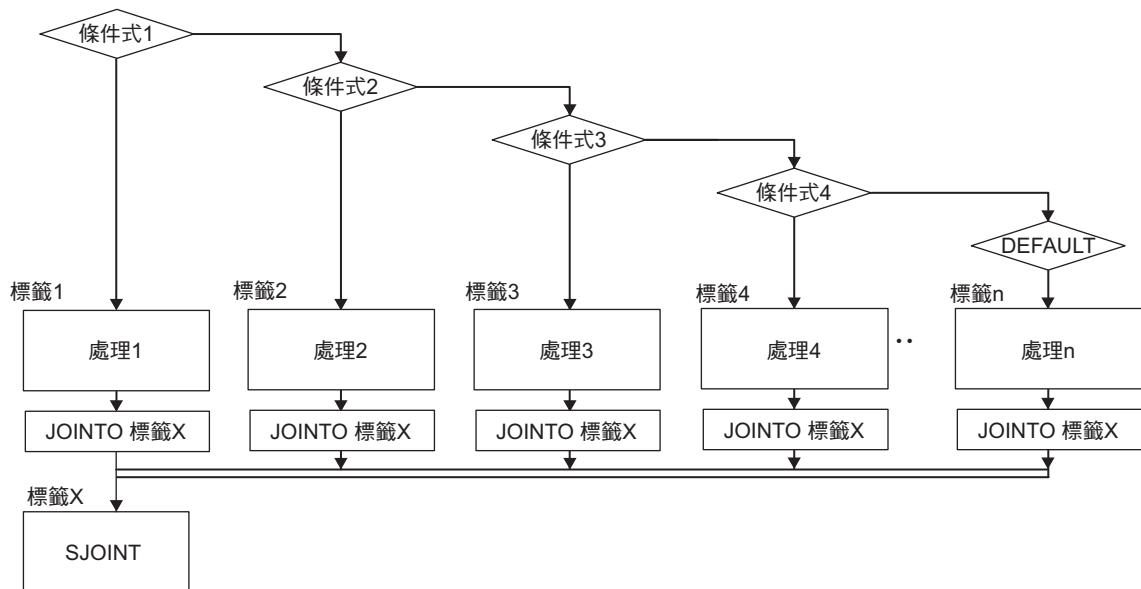 條件式1
條件式2
條件式3
條件式4
DEFAULT
標籤1
標籤2
標籤3
標籤4
標籤n
處理1
處理2
處理3
處理4
..
處理n
JOINTO 標籤X
JOINTO 標籤X
JOINTO 標籤X
JOINTO 標籤X
JOINTO 標籤X
標籤X
SJOINT